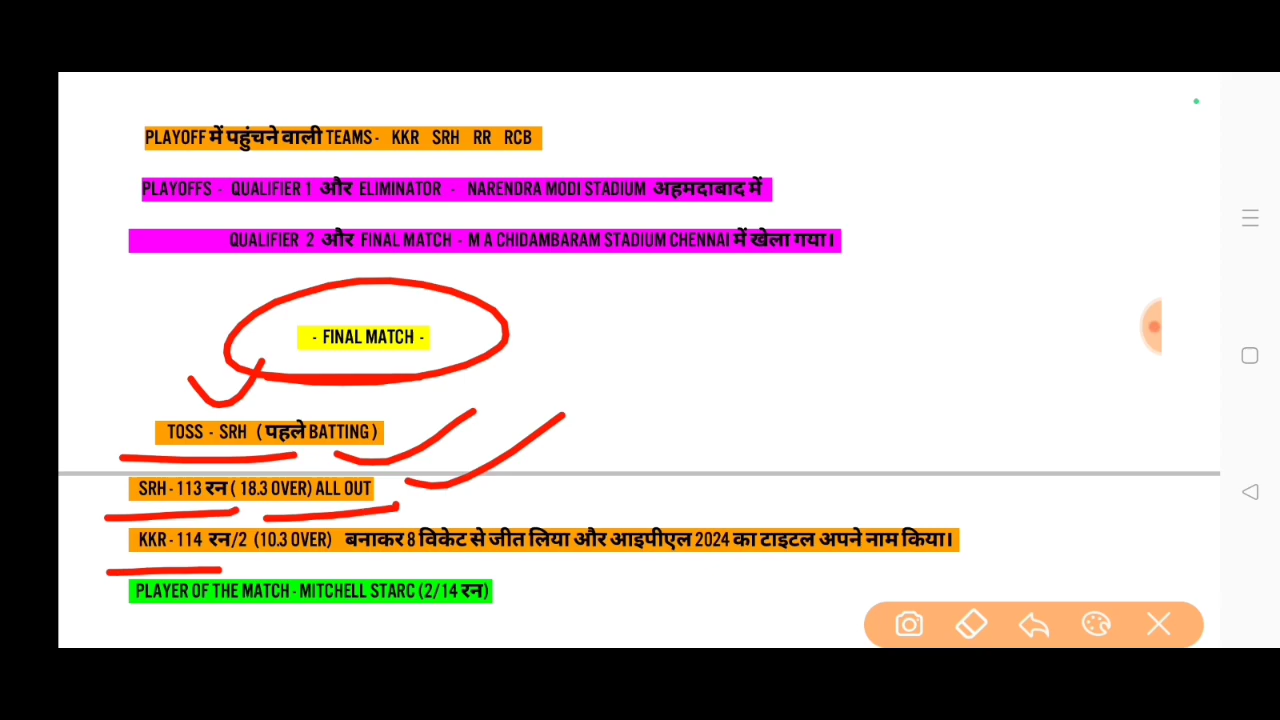 PLAYOFF में पहुंचने वाली TEAMS - KKR SRH RR RCB
PLAYOFFS - QUALIFIER 1 और ELIMINATOR - NARENDRA MODI STADIUM अहमदाबाद में
QUALIFIER 2 और FINAL MATCH - M A CHIDAMBARAM STADIUM CHENNAI में खेला गया।
- FINAL MATCH -
TOSS - SRH ( पहले BATTING )
SRH - 113 रन ( 18.3 OVER) ALL OUT
KKR - 114 रन/2 (10.3 OVER) बनाकर 8 विकेट से जीत लिया और आइपीएल 2024 का टाइटल अपने नाम किया।
PLAYER OF THE MATCH - MITCHELL STARC (2/14 रन)